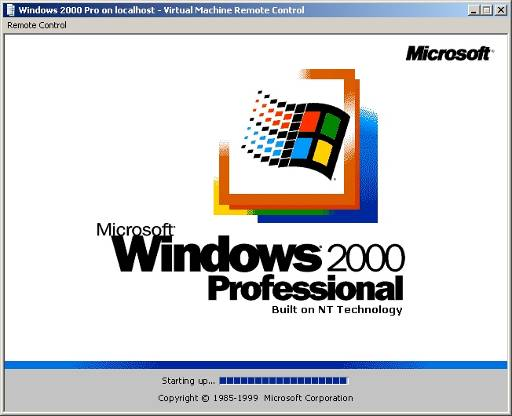 Windows 2000 Pro on localhost - Virtual Machine Remote Control
Remote Control
Microsoft
Microsoft
Windows 2000
Professional
Built on NT Technology
Starting up...
Copyright © 1985-1999 Microsoft Corporation